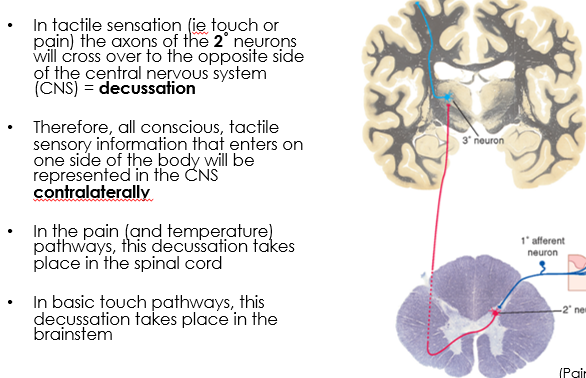 • In tactile sensation (ie touch or
pain) the axons of the 2˚ neurons
will cross over to the opposite side
of the central nervous system
(CNS) = decussation
• Therefore, all conscious, tactile
sensory information that enters on
one side of the body will be
represented in the CNS
contralaterally
• In the pain (and temperature)
pathways, this decussation takes
place in the spinal cord
• In basic touch pathways, this
decussation takes place in the
brainstem
3˚ neuron
1˚ afferent
neuron
2˚ ne
(Pair